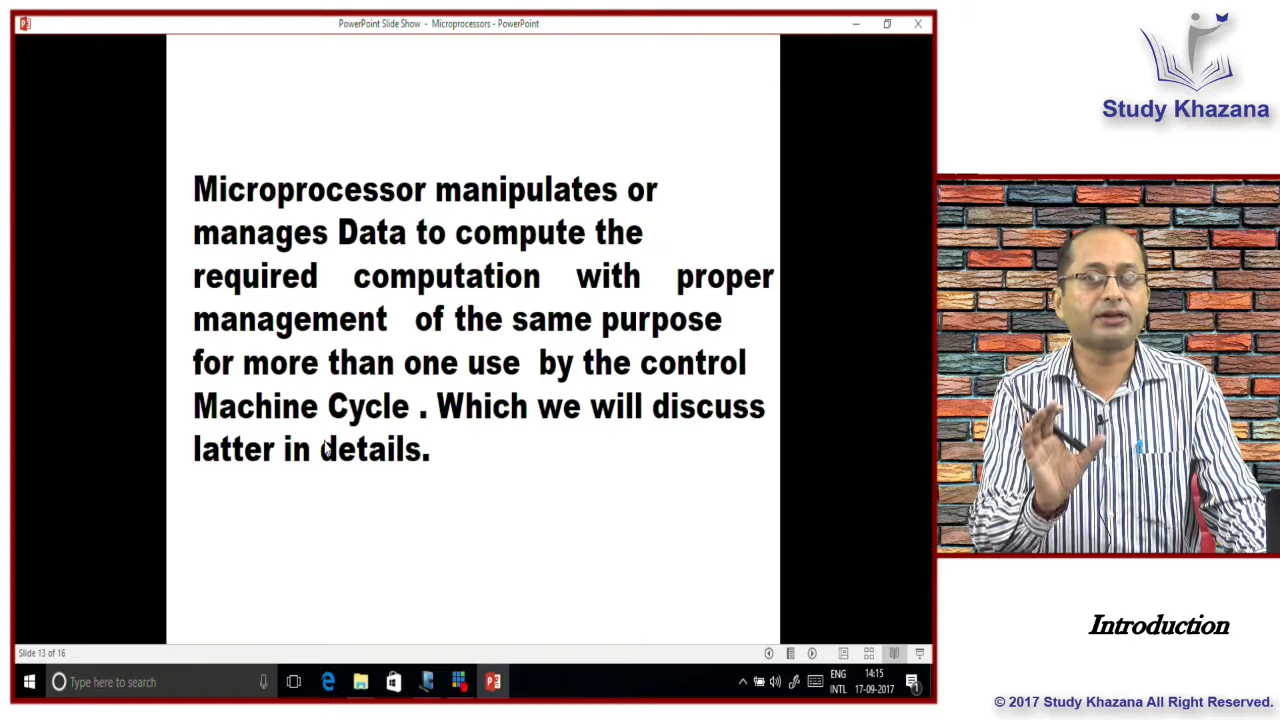 PowerPoint Slide Show - Microprocessors - PowerPoint
Study Khazana
Microprocessor manipulates or
manages Data to compute the
required computation with proper
management of the same purpose
for more than one use by the control
Machine Cycle . Which we will discuss
latter in details.
Introduction
Slide 13 of 16
Type here to search
ENG
INTL
14:15
17-09-2017
1
© 2017 Study Khazana All Right Reserved.